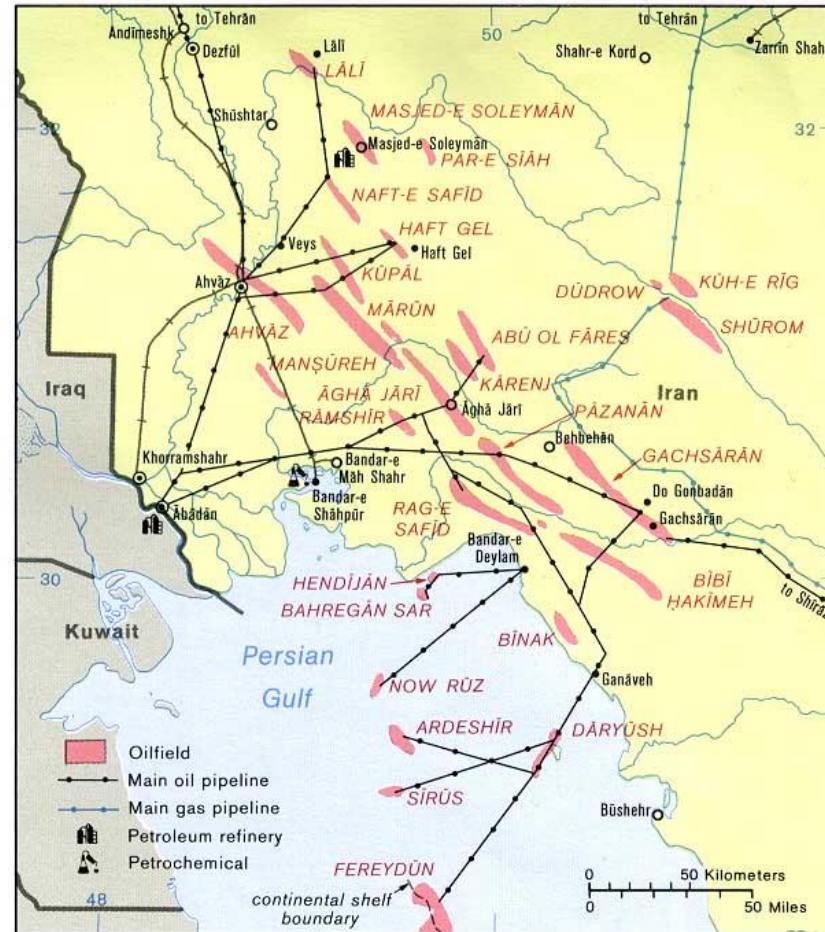 to Tehrān
Andīmeshk
Dezfūl
50
to Tehrān
Shahr-e Kord
Zarrīn Shah
Lālī
LĀLĪ
32
Shūshtar
MASJED-E SOLEYMĀN
Masjed-e Soleymān
32
PAR-E SĪĀH
NAFT-E SAFĪD
HAFT GEL
Veys
Haft Gel
KŪPĀL
Ahvāz
DŪDROW
KŪH-E RĪG
MĀRŪN
SHŪROM
AHVĀZ
ABŪ OL FĀRES
MANṢŪREH
Iraq
ĀGHĀ JĀRĪ
KĀRENJ
Iran
RĀMSHĪR
Āghā Jārī
PĀZANĀN
Behbehān
GACHSĀRĀN
Khorramshahr
Bandar-e
Māh Shahr
Do Gonbadān
Bandar-e
Shāhpūr
RAG-E
SAFĪD
Gachsārān
Ābādān
Bandar-e
Deylam
30
HENDĪJĀN
BĪBĪ
ḤAKĪMEH
to Shīrāz
BAHREGĀN SAR
Kuwait
BĪNAK
Persian
Gulf
Ganāveh
NOW RŪZ
ARDESHĪR
DĀRYŪSH
Oilfield
Main oil pipeline
SĪRŪS
Main gas pipeline
Būshehr
Petroleum refinery
Petrochemical
FEREYDŪN
0 50 Kilometers
0 50 Miles
48
continental shelf
boundary